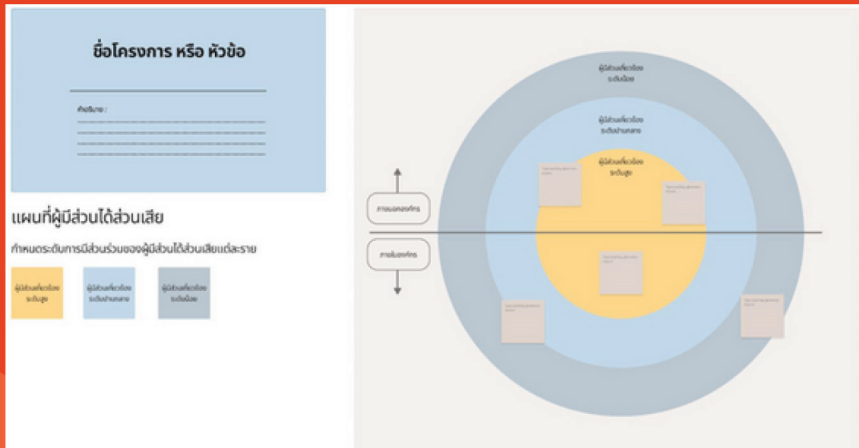 ชื่อโครงการ หรือ หัวข้อ
คำอธิบาย :
แผนที่ผู้มีส่วนได้ส่วนเสีย
กำหนดระดับการมีส่วนร่วมของผู้มีส่วนได้ส่วนเสียแต่ละราย
ผู้มีส่วนเกี่ยวข้อง
ระดับสูง
ผู้มีส่วนเกี่ยวข้อง
ระดับปานกลาง
ผู้มีส่วนเกี่ยวข้อง
ระดับน้อย
ผู้มีส่วนเกี่ยวข้อง
ระดับน้อย
ผู้มีส่วนเกี่ยวข้อง
ระดับปานกลาง
ผู้มีส่วนเกี่ยวข้อง
ระดับสูง
ภายนอกองค์กร
ภายในองค์กร